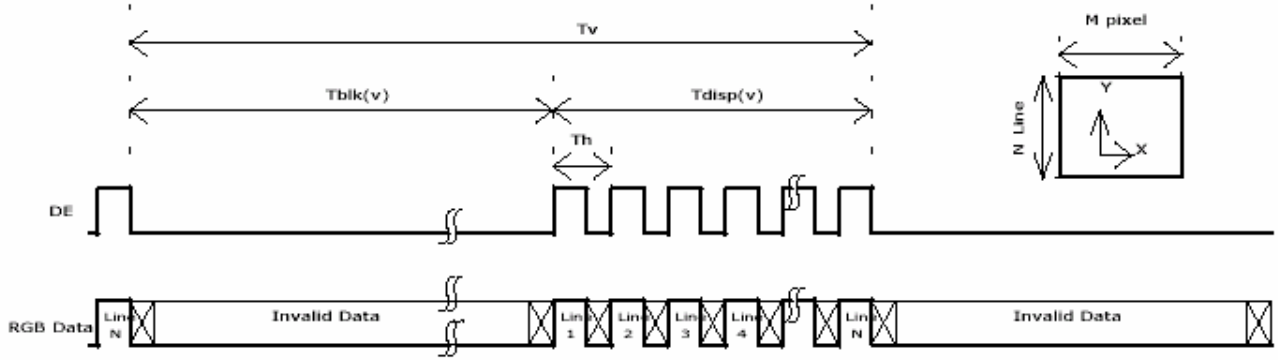 Tv
M pixel
Tblk(v)
Tdisp(v)
Y
N Line
Th
X
DE
RGB Data
Line N
Invalid Data
Line 1
Line 2
Line 3
Line 4
Line N
Invalid Data